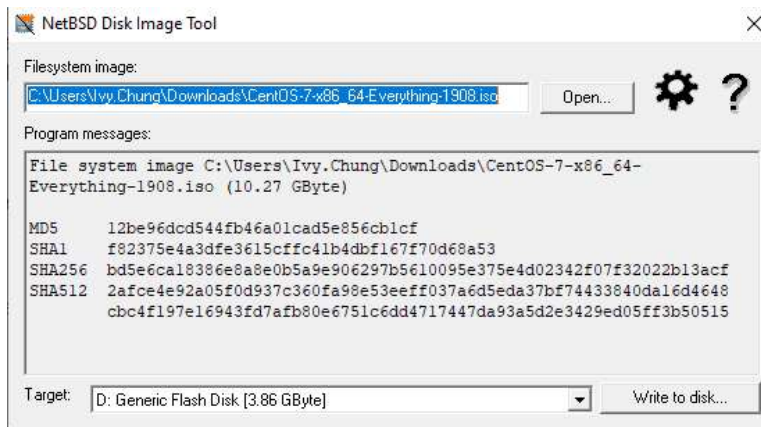 NetBSD Disk Image Tool
Filesystem image:
C:\Users\Ivy.Chung\Downloads\CentOS-7-x86_64-Everything-1908.iso
Open...
?
Program messages:
File system image C:\Users\Ivy.Chung\Downloads\CentOS-7-x86_64-
Everything-1908.iso (10.27 GByte)
MD5 12be96dcd544fb46a01cad5e856cb1cf
SHA1 f82375e4a3dfe3615cffc41b4dbf167f70d68a53
SHA256 bd5e6ca18386e8a8e0b5a9e906297b5610095e375e4d02342f07f32022b13acf
SHA512 2afce4e92a05f0d937c360fa98e53eeff037a6d5eda37bf74433840da16d4648
cbc4f197e16943fd7afb80e6751c6dd4717447da93a5d2e3429ed05ff3b50515
Target:
D: Generic Flash Disk [3.86 GByte]
Write to disk...